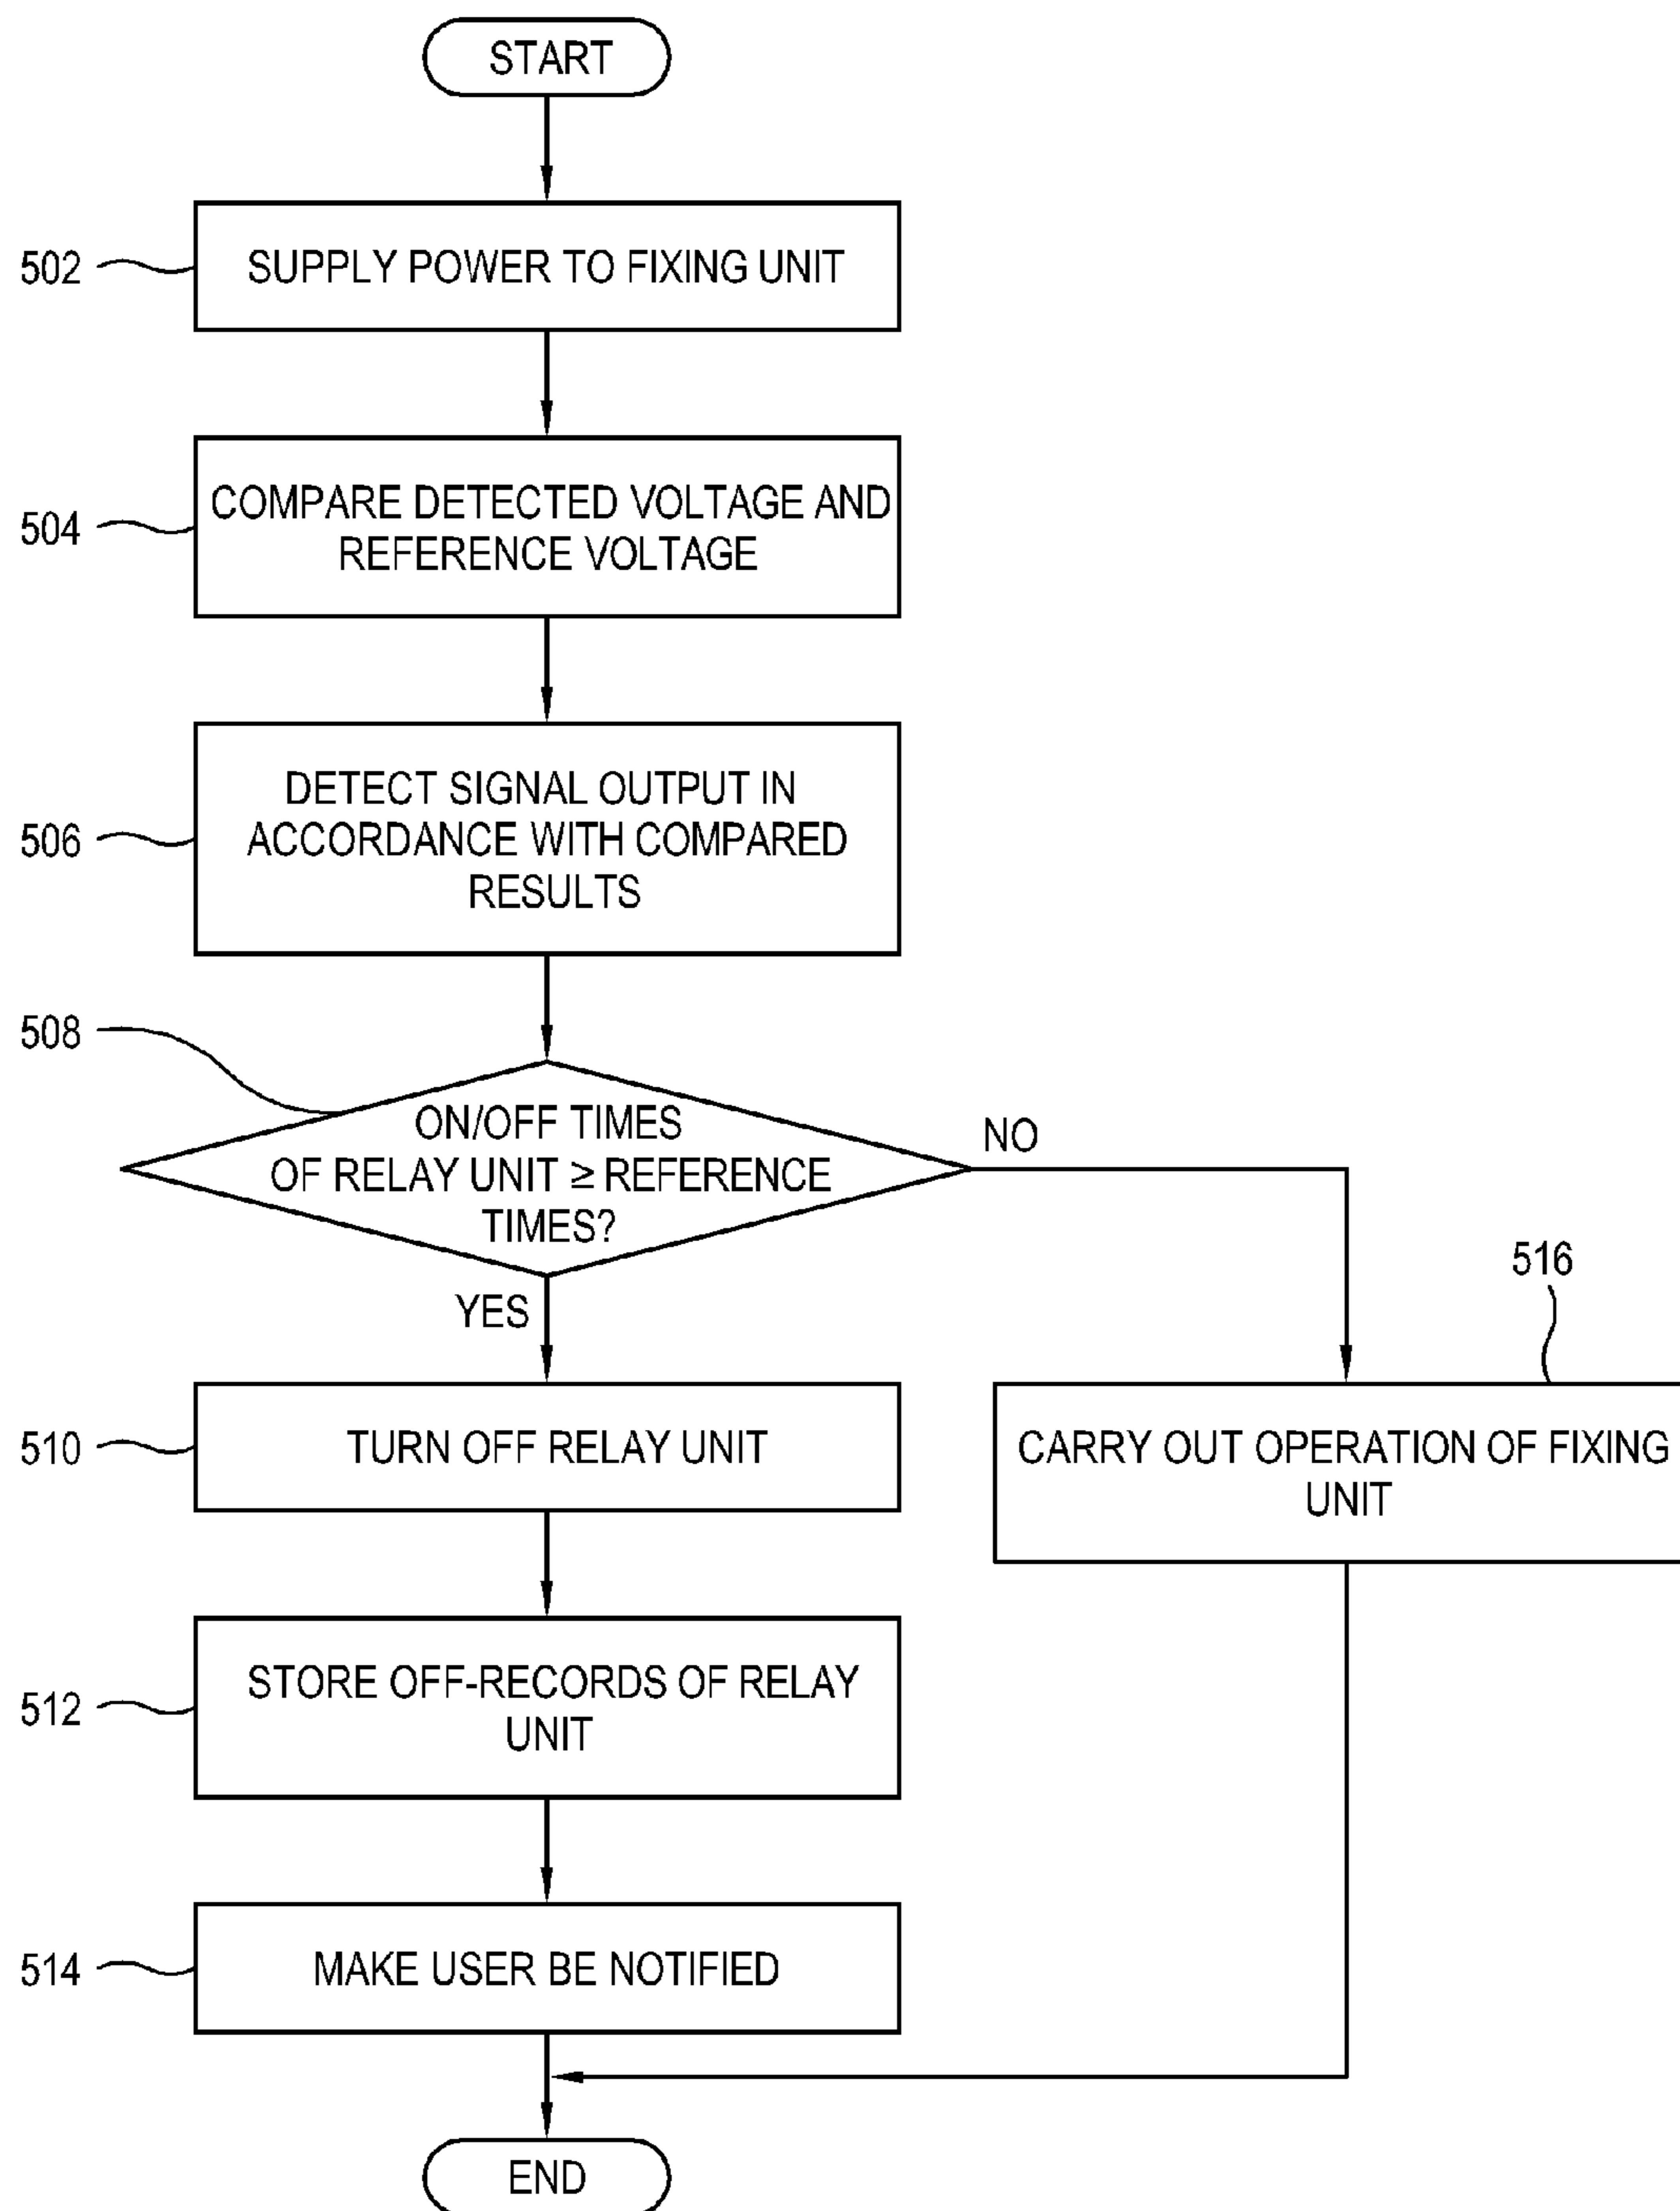 START
502
SUPPLY POWER TO FIXING UNIT
504
COMPARE DETECTED VOLTAGE AND
REFERENCE VOLTAGE
506
DETECT SIGNAL OUTPUT IN
ACCORDANCE WITH COMPARED
RESULTS
508
ON/OFF TIMES
OF RELAY UNIT ≥ REFERENCE
TIMES?
NO
YES
516
510
TURN OFF RELAY UNIT
CARRY OUT OPERATION OF FIXING
UNIT
512
STORE OFF-RECORDS OF RELAY
UNIT
514
MAKE USER BE NOTIFIED
END